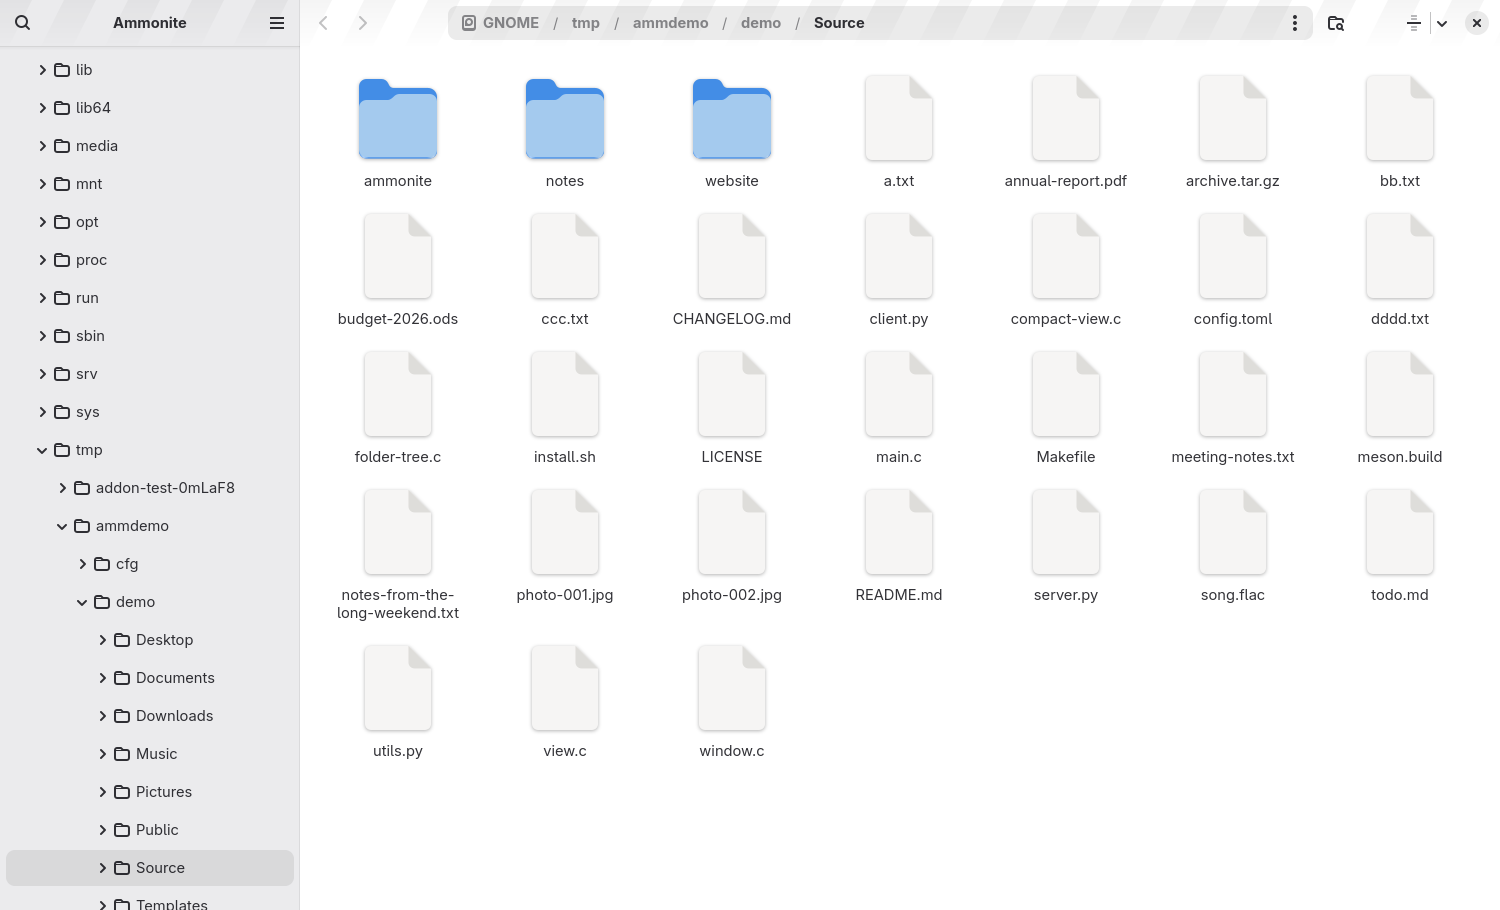 Ammonite
GNOME / tmp / ammdemo / demo / Source
lib
lib64
media
mnt
opt
proc
run
sbin
srv
sys
tmp
addon-test-0mLaF8
ammdemo
cfg
demo
Desktop
Documents
Downloads
Music
Pictures
Public
Source
Templates
ammonite
notes
website
a.txt
annual-report.pdf
archive.tar.gz
bb.txt
budget-2026.ods
ccc.txt
CHANGELOG.md
client.py
compact-view.c
config.toml
dddd.txt
folder-tree.c
install.sh
LICENSE
main.c
Makefile
meeting-notes.txt
meson.build
notes-from-the-
long-weekend.txt
photo-001.jpg
photo-002.jpg
README.md
server.py
song.flac
todo.md
utils.py
view.c
window.c